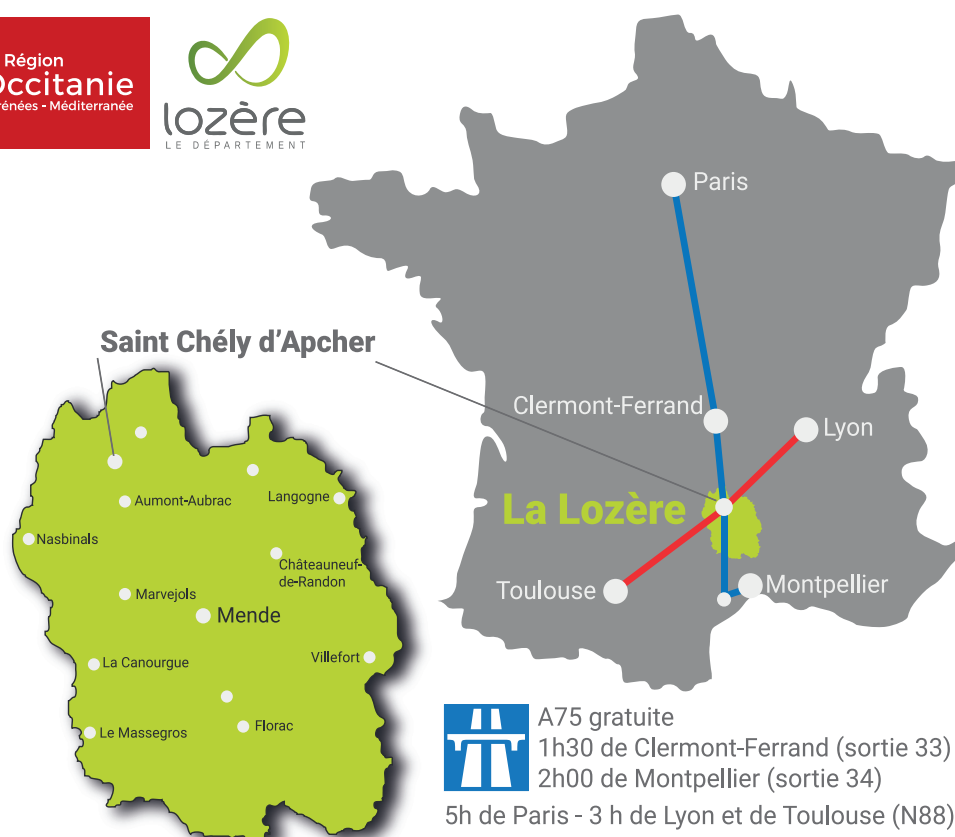 Région
Occitanie
rénées - Méditerranée
lozère
LE DÉPARTEMENT
Paris
Saint Chély d'Apcher
Clermont-Ferrand
Lyon
La Lozère
Toulouse
Montpellier
Aumont-Aubrac
Langogne
Nasbinals
Châteauneuf-
de-Randon
Marvejols
Mende
La Canourgue
Villefort
Le Massegros
Florac
A75 gratuite
1h30 de Clermont-Ferrand (sortie 33)
2h00 de Montpellier (sortie 34)
5h de Paris - 3 h de Lyon et de Toulouse (N88)